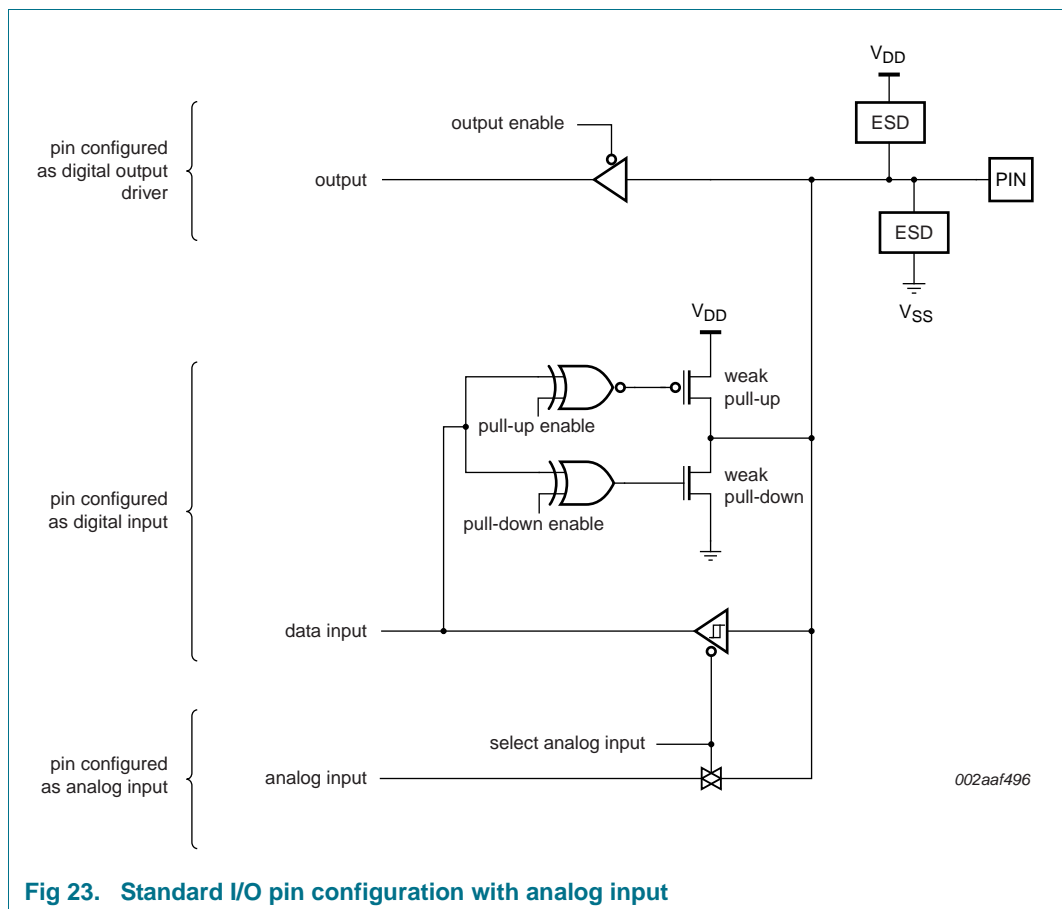 V_DD
ESD
output enable
pin configured
as digital output
driver
output
PIN
ESD
V_SS
V_DD
weak
pull-up
pull-up enable
pin configured
as digital input
weak
pull-down
pull-down enable
data input
select analog input
pin configured
as analog input
analog input
002aaf496
Fig 23. Standard I/O pin configuration with analog input